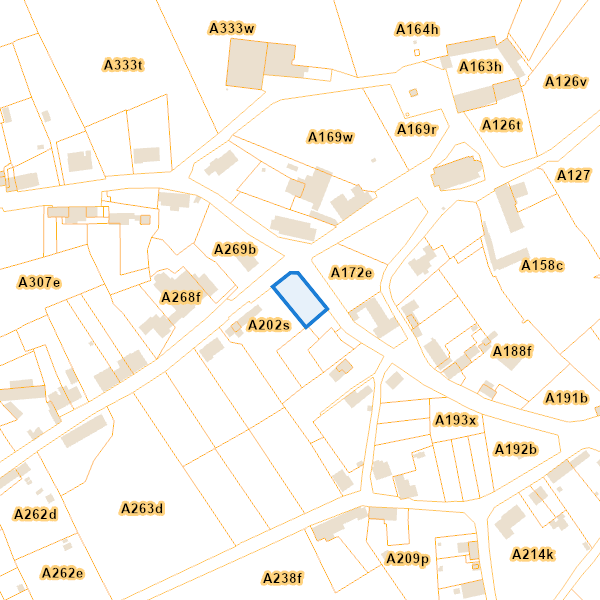 A333w
A164h
A333t
A163h
A126v
A126t
A169r
A169w
A127
A269b
A172e
A158c
A307e
A268f
A202s
A188f
A191b
A193x
A192b
A263d
A262d
A214k
A209p
A262e
A238f